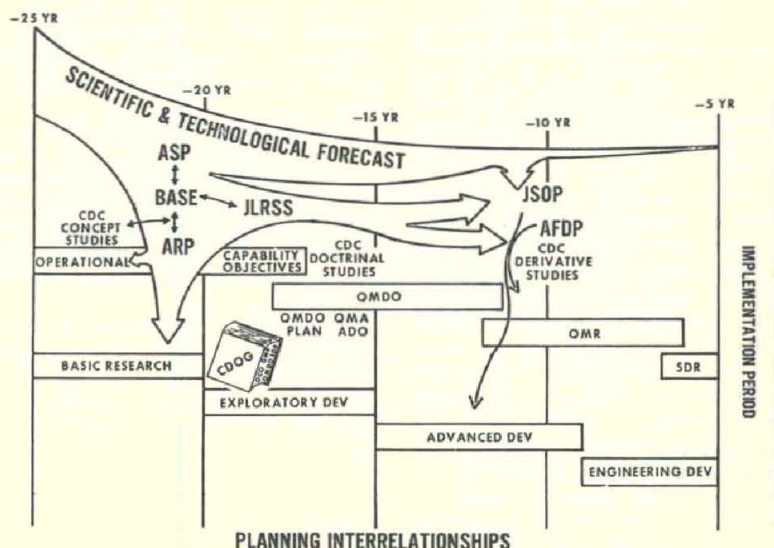 -25 YR
-20 YR
-15 YR
-10 YR
-5 YR
SCIENTIFIC & TECHNOLOGICAL FORECAST
ASP
BASE
JLRSS
ARP
CDC
CONCEPT
STUDIES
OPERATIONAL
CAPABILITY
OBJECTIVES
CDC
DOCTRINAL
STUDIES
JSOP
AFDP
CDC
DERIVATIVE
STUDIES
QMDO
QMDO
PLAN
QMA
ADO
QMR
SDR
BASIC RESEARCH
CDOG
EXPLORATORY DEV
ADVANCED DEV
ENGINEERING DEV
IMPLEMENTATION PERIOD
PLANNING INTERRELATIONSHIPS